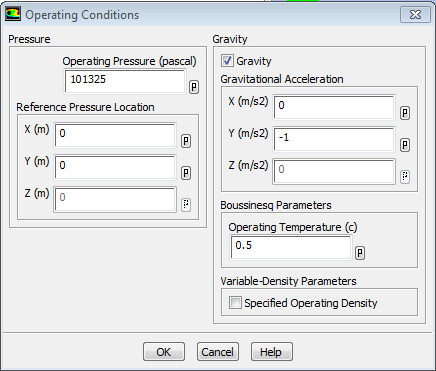 Operating Conditions
Pressure
Operating Pressure (pascal)
101325
p
Reference Pressure Location
X (m)
0
p
Y (m)
0
p
Z (m)
0
p
Gravity
Gravity
Gravitational Acceleration
X (m/s2)
0
p
Y (m/s2)
-1
p
Z (m/s2)
0
p
Boussinesq Parameters
Operating Temperature (c)
0.5
p
Variable-Density Parameters
Specified Operating Density
OK
Cancel
Help